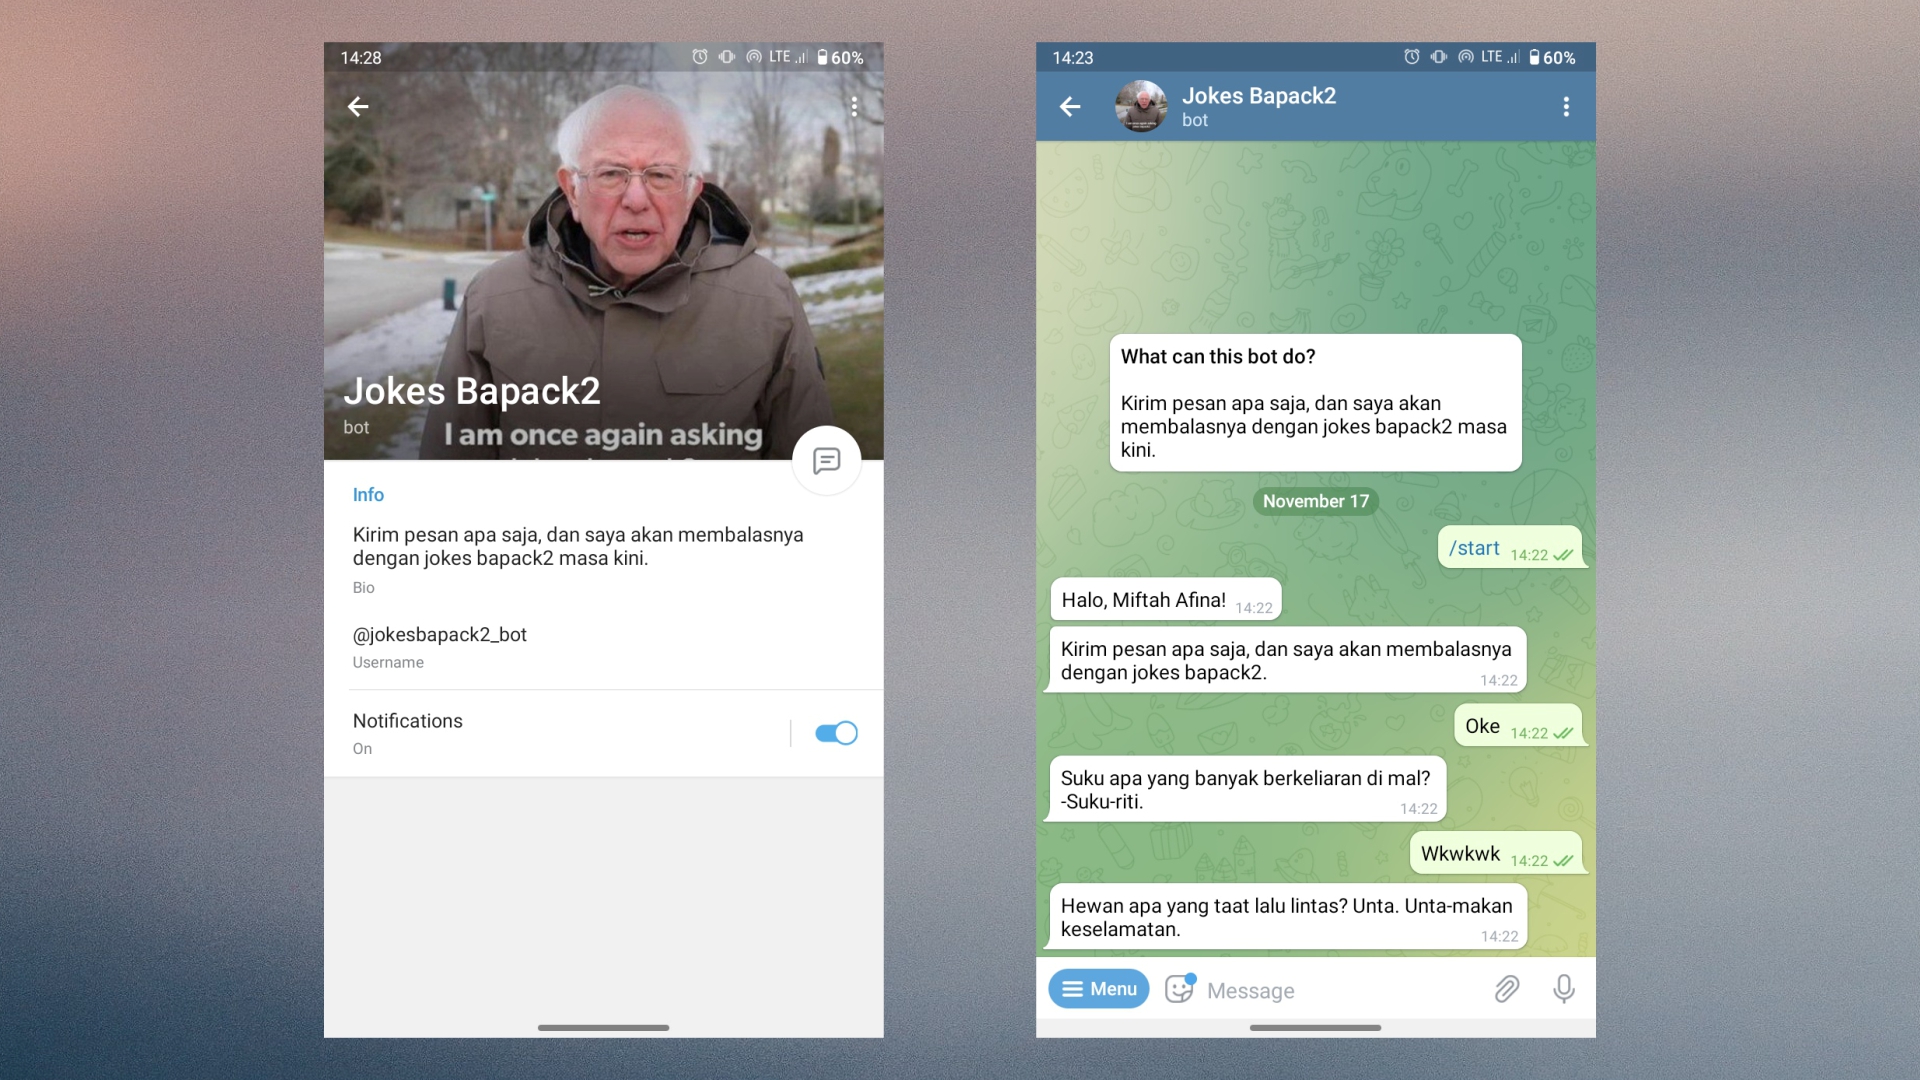 14:28
LTE
60%
Jokes Bapack2
bot
I am once again asking
Info
Kirim pesan apa saja, dan saya akan membalasnya
dengan jokes bapack2 masa kini.
Bio
@jokesbapack2_bot
Username
Notifications
On
14:23
LTE
60%
Jokes Bapack2
bot
What can this bot do?
Kirim pesan apa saja, dan saya akan
membalasnya dengan jokes bapack2 masa
kini.
November 17
/start 14:22
Halo, Miftah Afina! 14:22
Kirim pesan apa saja, dan saya akan membalasnya
dengan jokes bapack2.
14:22
Oke 14:22
Suku apa yang banyak berkeliaran di mal?
-Suku-riti.
14:22
Wkwkwk 14:22
Hewan apa yang taat lalu lintas? Unta. Unta-makan
keselamatan.
14:22
Menu
Message